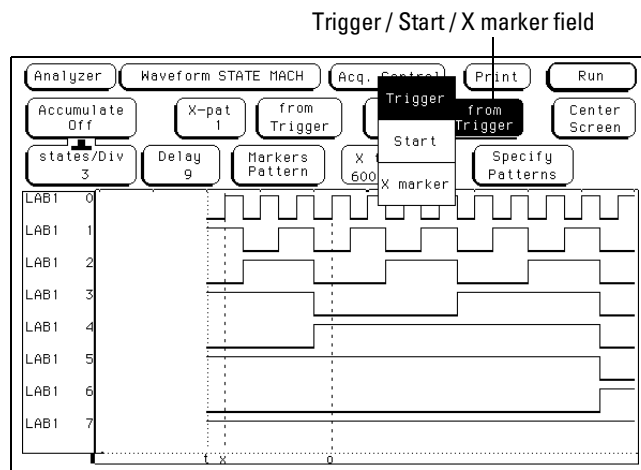 Trigger / Start / X marker field
Analyzer Waveform STATE MACH Acq. Control Print Run
Accumulate Off X-pat 1 from Trigger Trigger from Trigger Center Screen
Start
X marker
states/Div 3 Delay 9 Markers Pattern X 600 Specify Patterns
LAB1 0
LAB1 1
LAB1 2
LAB1 3
LAB1 4
LAB1 5
LAB1 6
LAB1 7
t x o